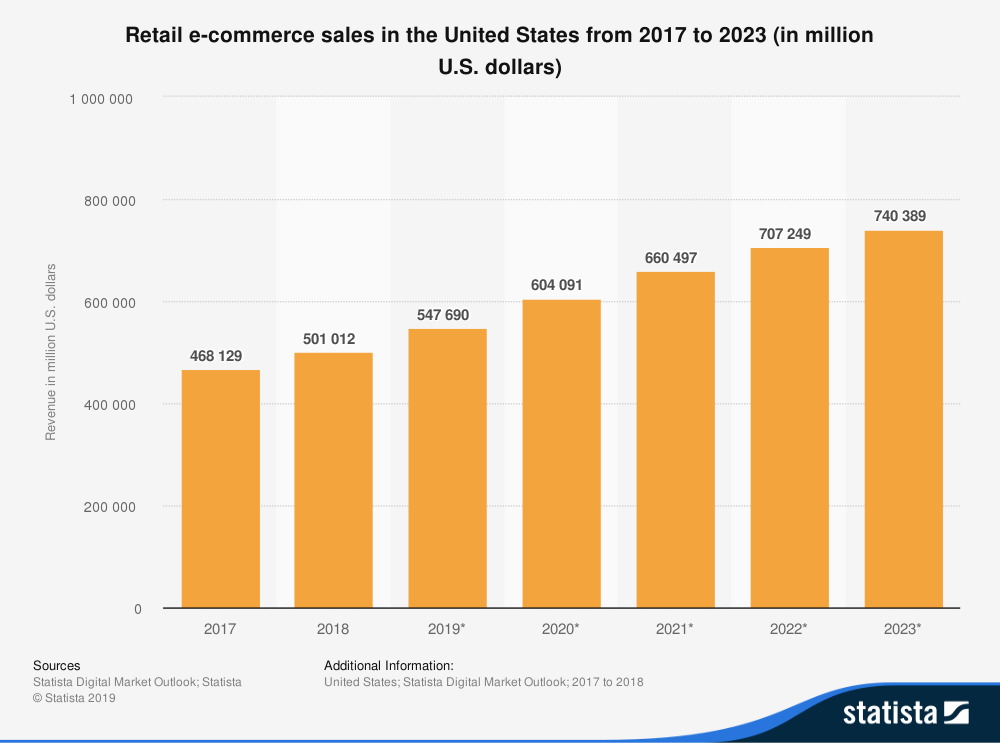 Retail e-commerce sales in the United States from 2017 to 2023 (in million
U.S. dollars)
1 000 000
800 000
600 000
400 000
200 000
0
Revenue in million U.S. dollars
468 129
501 012
547 690
604 091
660 497
707 249
740 389
2017
2018
2019*
2020*
2021*
2022*
2023*
Sources
Statista Digital Market Outlook; Statista
© Statista 2019
Additional Information:
United States; Statista Digital Market Outlook; 2017 to 2018
statista